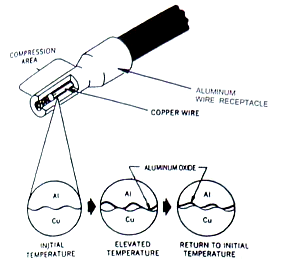 COMPRESSION
AREA
ALUMINUM
WIRE RECEPTACLE
COPPER WIRE
ALUMINUM OXIDE
Al
Cu
Al
Cu
Al
Cu
INITIAL
TEMPERATURE
ELEVATED
TEMPERATURE
RETURN TO INITIAL
TEMPERATURE